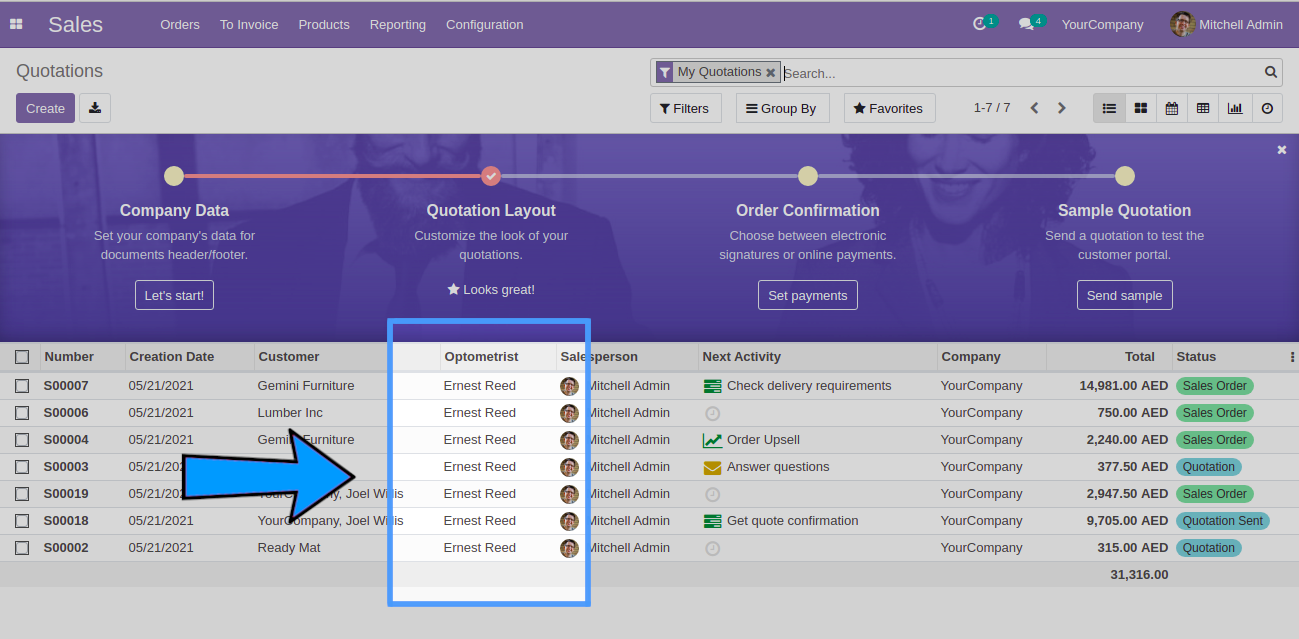 Sales Orders To Invoice Products Reporting Configuration 1 4 YourCompany Mitchell Admin
Quotations
My Quotations Search...
Create Filters Group By Favorites 1-7 / 7
Company Data Quotation Layout Order Confirmation Sample Quotation
Set your company's data for Customize the look of your Choose between electronic Send a quotation to test the
documents header/footer. quotations. signatures or online payments. customer portal.
Let's start! Looks great! Set payments Send sample
Number Creation Date Customer Optometrist Salesperson Next Activity Company Total Status
S00007 05/21/2021 Gemini Furniture Ernest Reed Mitchell Admin Check delivery requirements YourCompany 14,981.00 AED Sales Order
S00006 05/21/2021 Lumber Inc Ernest Reed Mitchell Admin YourCompany 750.00 AED Sales Order
S00004 05/21/2021 Gemini Furniture Ernest Reed Mitchell Admin Order Upsell YourCompany 2,240.00 AED Sales Order
S00003 05/21/2021 Ernest Reed Mitchell Admin Answer questions YourCompany 377.50 AED Quotation
S00019 05/21/2021 YourCompany, Joel Willis Ernest Reed Mitchell Admin YourCompany 2,947.50 AED Sales Order
S00018 05/21/2021 YourCompany, Joel Willis Ernest Reed Mitchell Admin Get quote confirmation YourCompany 9,705.00 AED Quotation Sent
S00002 05/21/2021 Ready Mat Ernest Reed Mitchell Admin YourCompany 315.00 AED Quotation
31,316.00